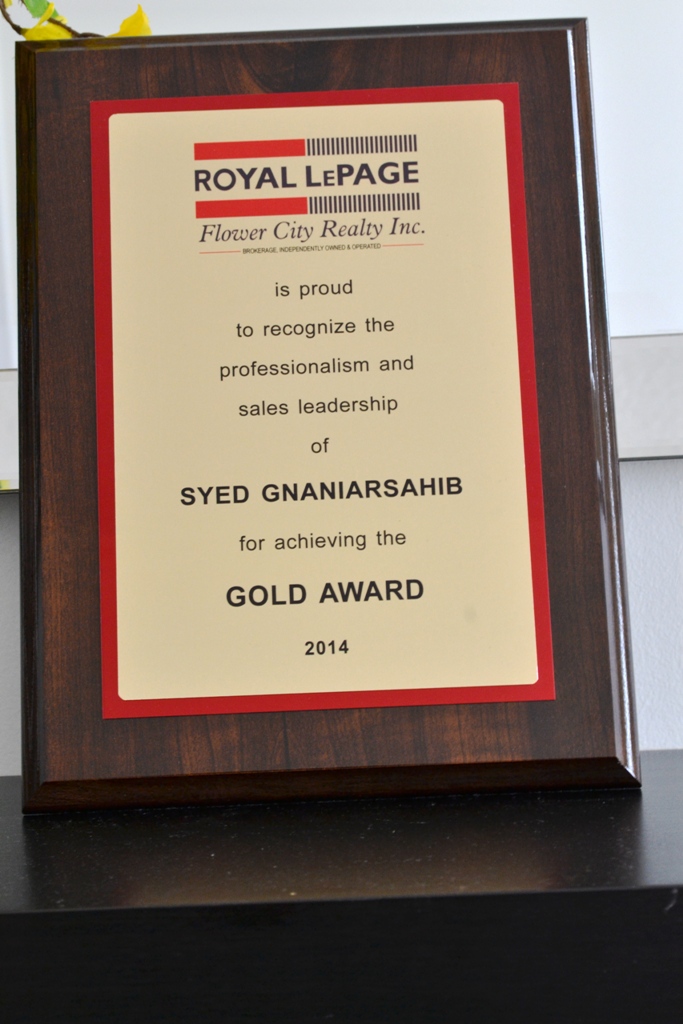 ROYAL LEPAGE
Flower City Realty Inc.
BROKERAGE, INDEPENDENTLY OWNED & OPERATED
is proud
to recognize the
professionalism and
sales leadership
of
SYED GNANIARSAHIB
for achieving the
GOLD AWARD
2014